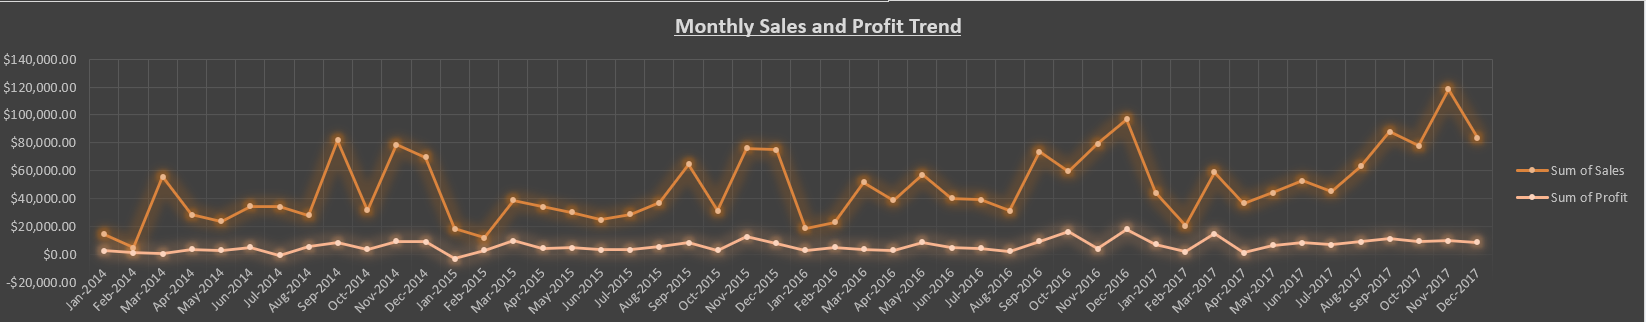 Monthly Sales and Profit Trend
$140,000.00
$120,000.00
$100,000.00
$80,000.00
$60,000.00
$40,000.00
$20,000.00
$0.00
-$20,000.00
Jan-2014
Feb-2014
Mar-2014
Apr-2014
May-2014
Jun-2014
Jul-2014
Aug-2014
Sep-2014
Oct-2014
Nov-2014
Dec-2014
Jan-2015
Feb-2015
Mar-2015
Apr-2015
May-2015
Jun-2015
Jul-2015
Aug-2015
Sep-2015
Oct-2015
Nov-2015
Dec-2015
Jan-2016
Feb-2016
Mar-2016
Apr-2016
May-2016
Jun-2016
Jul-2016
Aug-2016
Sep-2016
Oct-2016
Nov-2016
Dec-2016
Jan-2017
Feb-2017
Mar-2017
Apr-2017
May-2017
Jun-2017
Jul-2017
Aug-2017
Sep-2017
Oct-2017
Nov-2017
Dec-2017
Sum of Sales
Sum of Profit